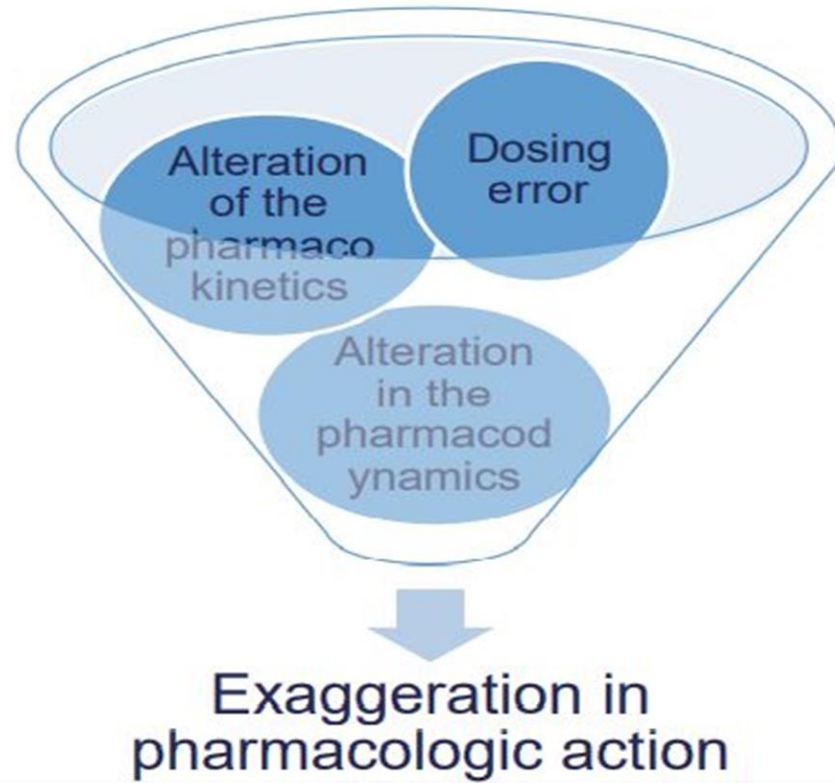 Alteration
of the
pharmaco
kinetics
Dosing
error
Alteration
in the
pharmacod
ynamics
Exaggeration in
pharmacologic action